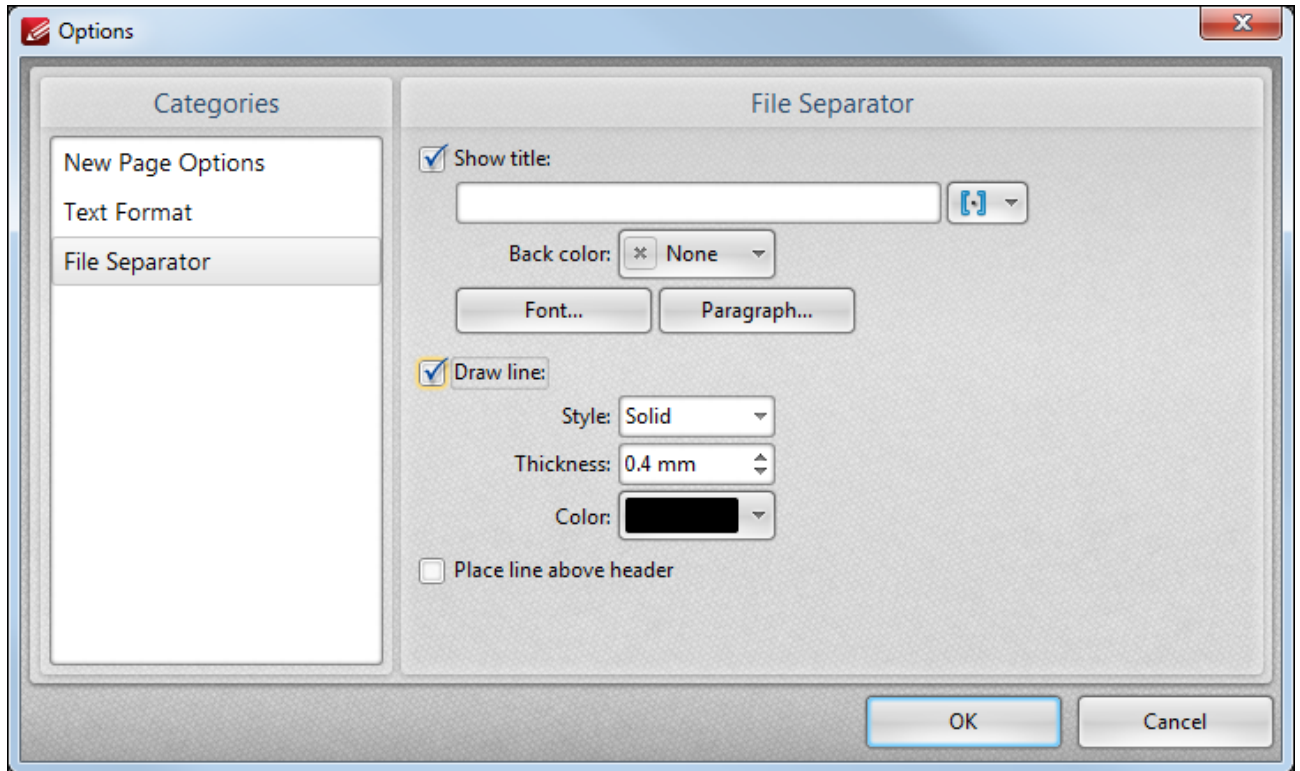 Options
Categories
New Page Options
Text Format
File Separator
File Separator
Show title:
Back color: None
Font... Paragraph...
Draw line:
Style: Solid
Thickness: 0.4 mm
Color:
Place line above header
OK Cancel